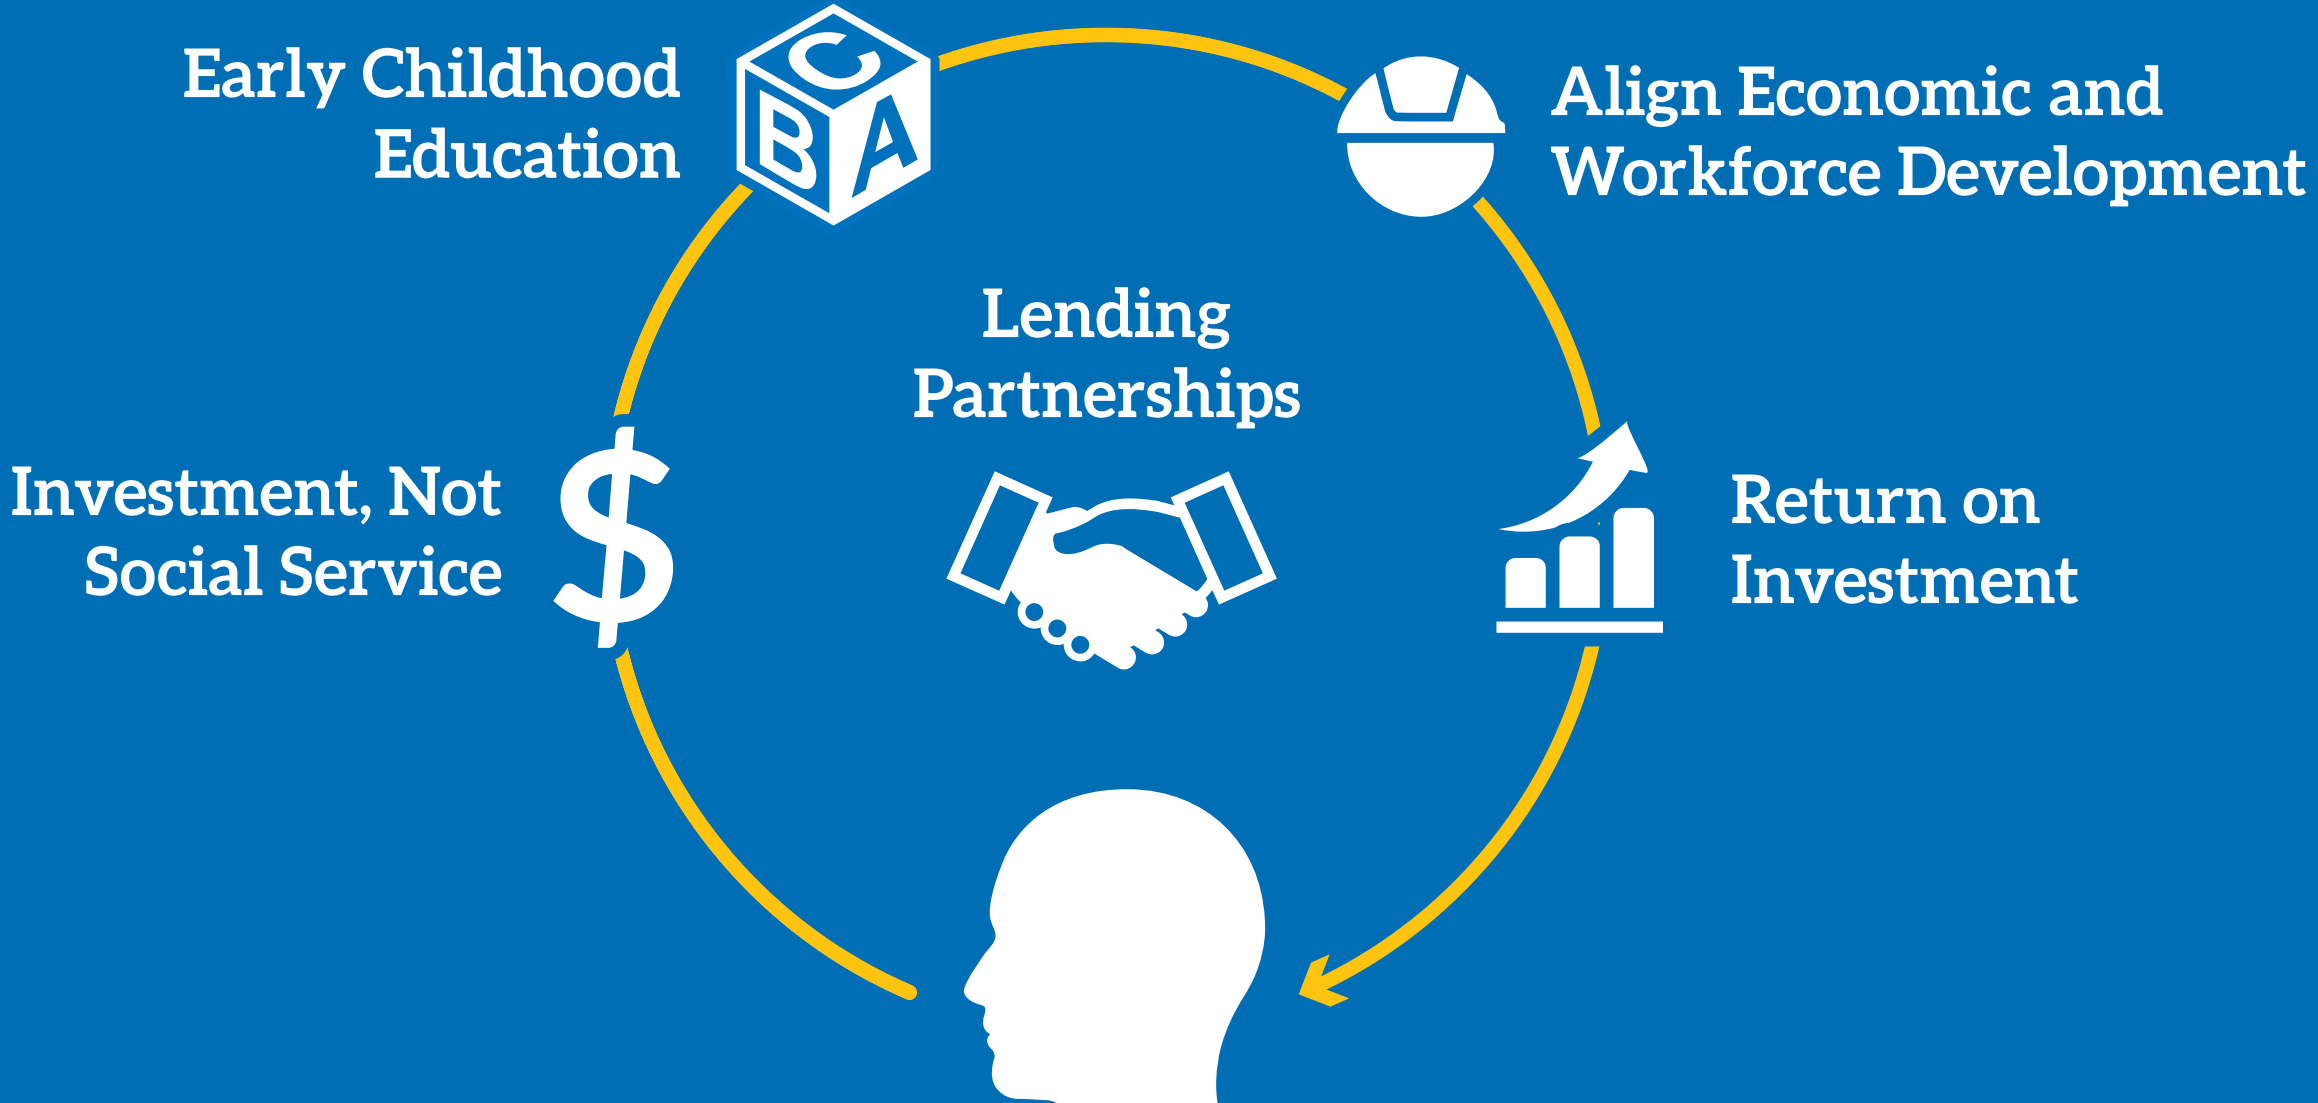 Early Childhood
Education
C
B
A
Align Economic and
Workforce Development
Lending
Partnerships
Investment, Not
Social Service
$
Return on
Investment